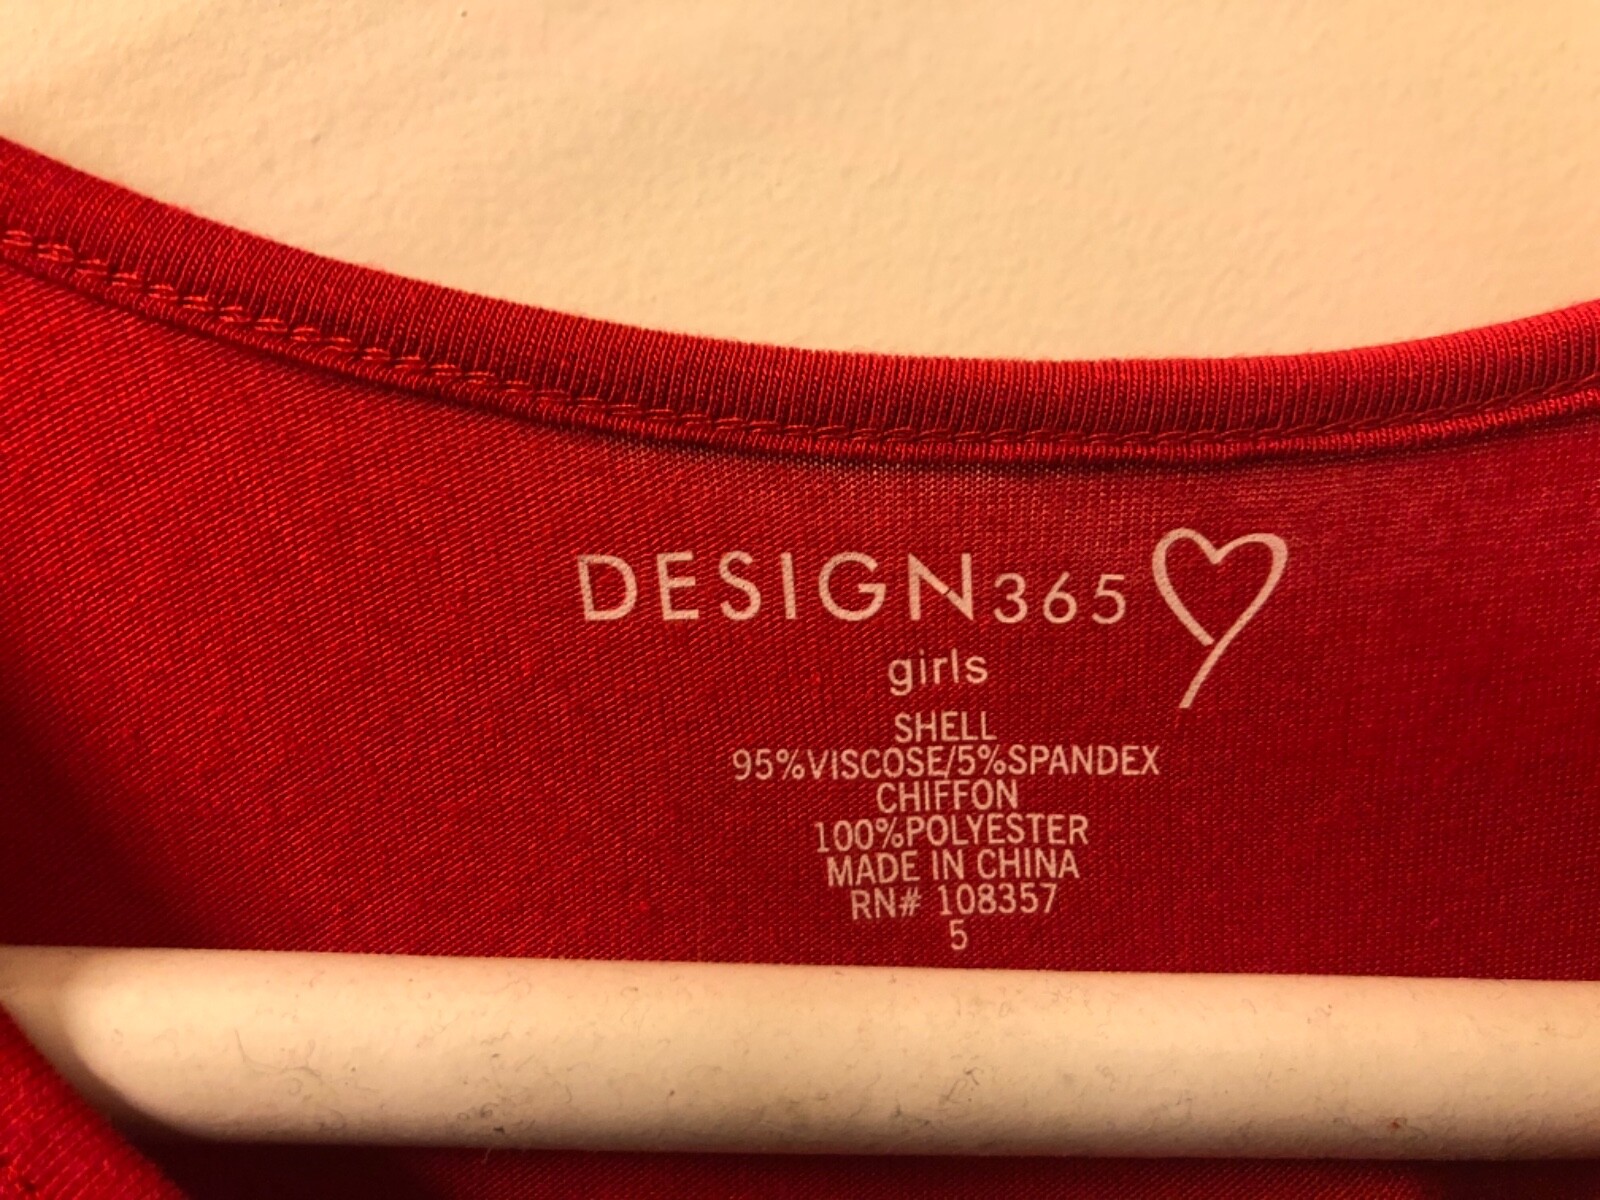 DESIGN365
girls
SHELL
95%VISCOSE/5%SPANDEX
CHIFFON
100%POLYESTER
MADE IN CHINA
RN# 108357
5